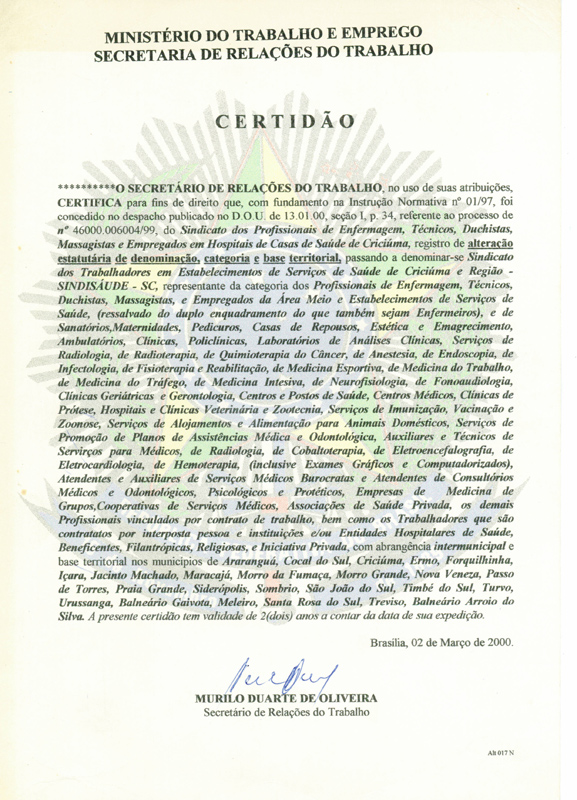 MINISTÉRIO DO TRABALHO E EMPREGO
SECRETARIA DE RELAÇÕES DO TRABALHO
CERTIDÃO
**********O SECRETÁRIO DE RELAÇÕES DO TRABALHO, no uso de suas atribuições,
CERTIFICA para fins de direito que, com fundamento na Instrução Normativa nº 01/97, foi
concedido no despacho publicado no D.O.U. de 13.01.00, seção I, p. 34, referente ao processo de
nº 46000.006004/99, do Sindicato dos Profissionais de Enfermagem, Técnicos, Duchistas,
Massagistas e Empregados em Hospitais de Casas de Saúde de Criciúma, registro de alteração
estatutária de denominação, categoria e base territorial, passando a denominar-se Sindicato
dos Trabalhadores em Estabelecimentos de Serviços de Saúde de Criciúma e Região -
SINDISÁUDE - SC, representante da categoria dos Profissionais de Enfermagem, Técnicos,
Duchistas, Massagistas, Empregados da Área Meio e Estabelecimentos de Serviços de
Saúde, (ressalvado do duplo enquadramento do que também sejam Enfermeiros), e de
Sanatórios,Maternidades, Pedicuros, Casas de Repousos, Estética e Emagrecimento,
Ambulatórios, Clínicas, Policlínicas, Laboratórios de Análises Clínicas, Serviços de
Radiologia, de Radioterapia, de Quimioterapia do Câncer, de Anestesia, de Endoscopia, de
Infectologia, de Fisioterapia e Reabilitação, de Medicina Esportiva, de Medicina do Trabalho,
de Medicina do Tráfego, de Medicina Intesiva, de Neurofisiologia, de Fonoaudiologia,
Clínicas Geriátricas e Gerontologia, Centros e Postos de Saúde, Centros Médicos, Clínicas de
Prótese, Hospitais e Clínicas Veterinária e Zootecnia, Serviços de Imunização, Vacinação e
Zoonose, Serviços de Alojamentos e Alimentação para Animais Domésticos, Serviços de
Promoção de Planos de Assistências Médica e Odontológica, Auxiliares e Técnicos de
Servirços para Médicos, de Radiologia, de Cobaltoterapia, de Eletroencefalografia, de
Eletrocardiologia, de Hemoterapia, (inclusive Exames Gráficos e Computadorizados),
Atendentes e Auxiliares de Serviços Médicos Burocratas e Atendentes de Consultórios
Médicos e Odontológicos, Psicológicos e Protéticos, Empresas de Medicina de
Grupos,Cooperativas de Serviços Médicos, Associações de Saúde Privada, os demais
Profissionais vinculados por contrato de trabalho, bem como os Trabalhadores que são
contratatos por interposta pessoa e instituições e/ou Entidades Hospitalares de Saúde,
Beneficentes, Filantrópicas, Religiosas, e Iniciativa Privada, com abrangência intermunicipal e
base territorial nos municípios de Araranguá, Cocal do Sul, Criciúma, Ermo, Forquilhinha,
Içara, Jacinto Machado, Maracajá, Morro da Fumaça, Morro Grande, Nova Veneza, Passo
de Torres, Praia Grande, Siderópolis, Sombrio, São João do Sul, Timbé do Sul, Turvo,
Urussanga, Balneário Gaivota, Meleiro, Santa Rosa do Sul, Treviso, Balneário Arroio do
Silva. A presente certidão tem validade de 2(dois) anos a contar da data de sua expedição.
Brasília, 02 de Março de 2000.
MURILO DUARTE DE OLIVEIRA
Secretário de Relações do Trabalho
Alt 017 N